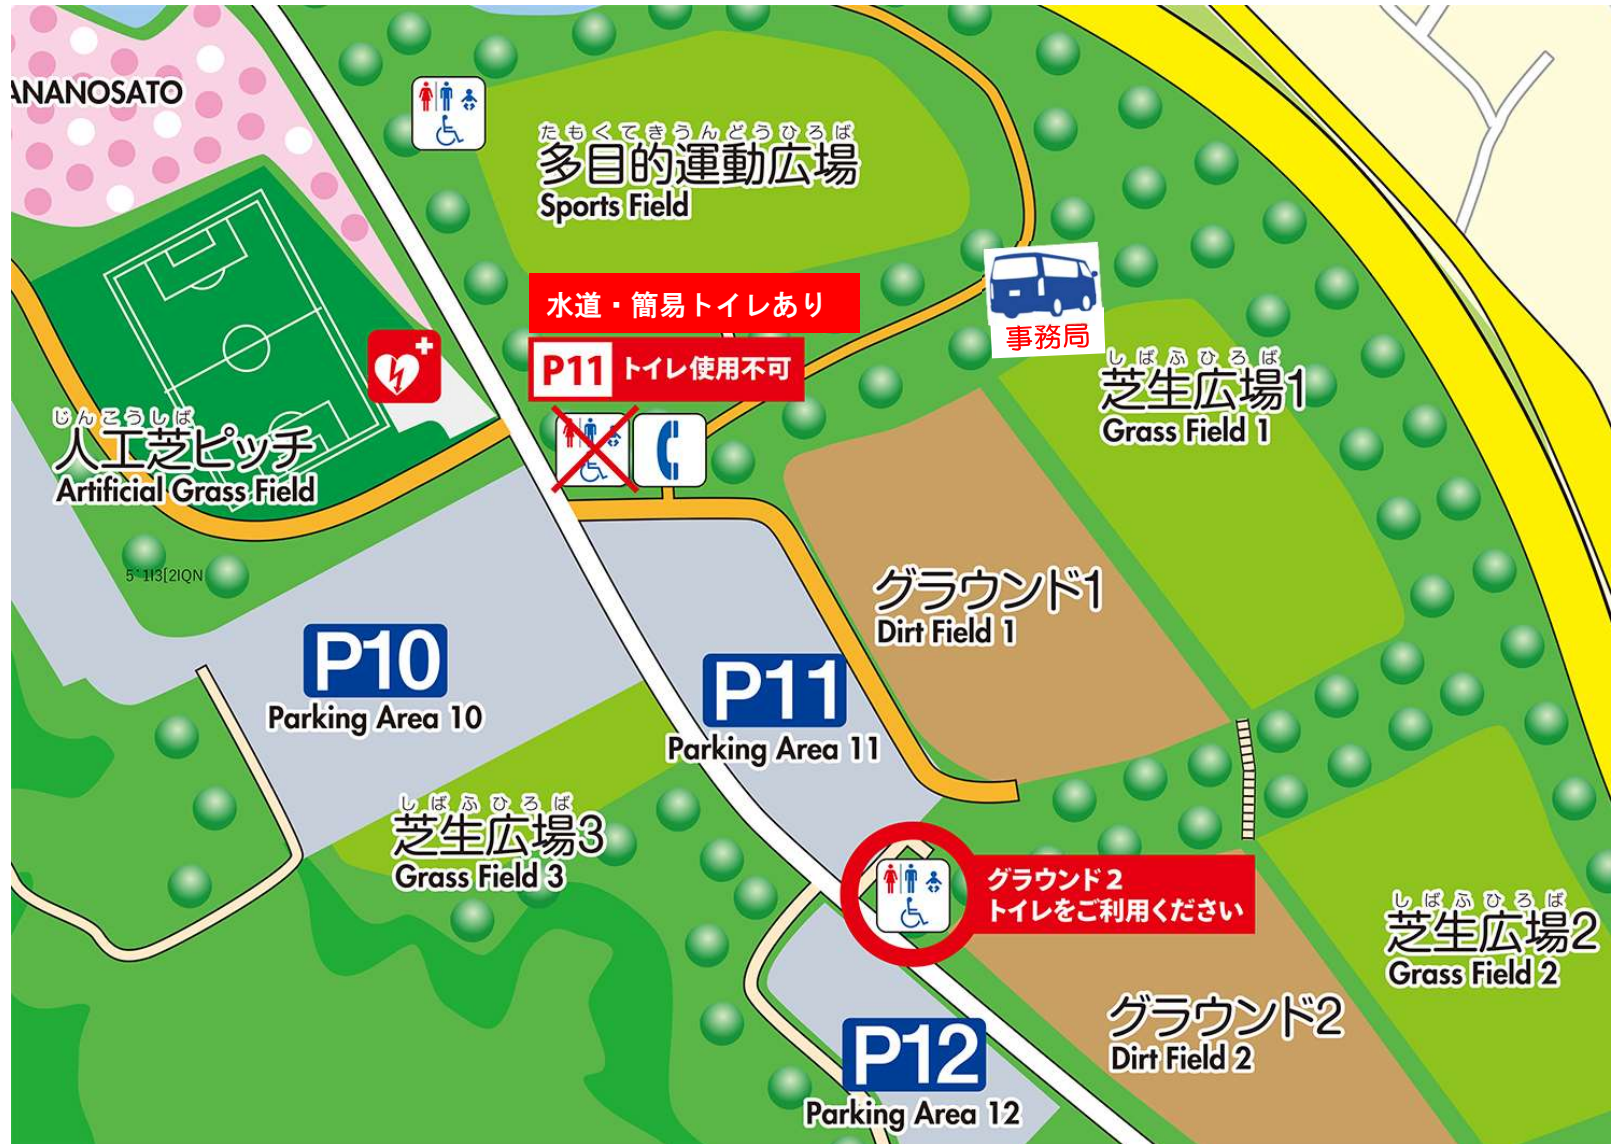 ANANOSATO
たもくてきうんどうひろば
多目的運動広場
Sports Field
水道・簡易トイレあり
P11 トイレ使用不可
事務局
しばふひろば
芝生広場1
Grass Field 1
じんこうしば
人工芝ピッチ
Artificial Grass Field
グラウンド1
Dirt Field 1
P10
Parking Area 10
P11
Parking Area 11
しばふひろば
芝生広場3
Grass Field 3
グラウンド2
トイレをご利用ください
しばふひろば
芝生広場2
Grass Field 2
グラウンド2
Dirt Field 2
P12
Parking Area 12